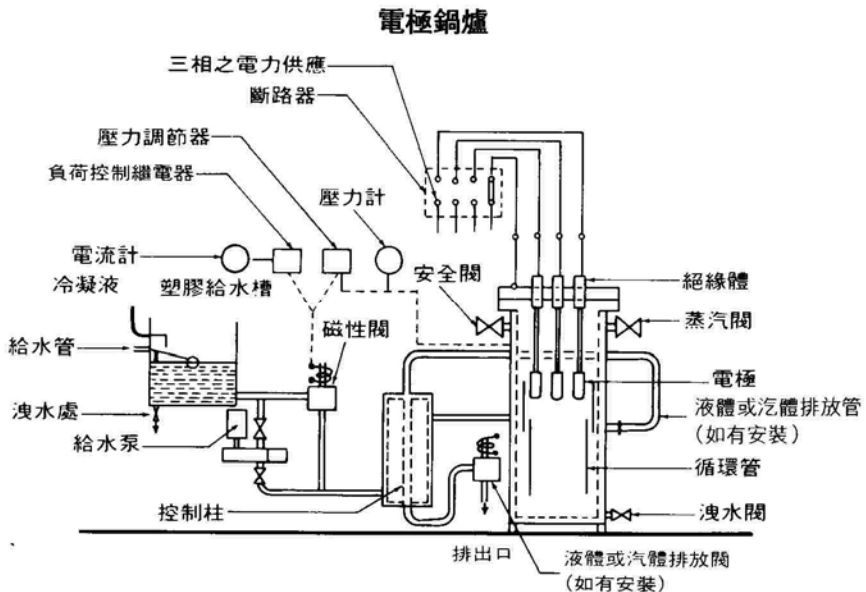 電極鍋爐
三相之電力供應
斷路器
壓力調節器
負荷控制繼電器
壓力計
電流計
冷凝液
塑膠給水槽
安全閥
絕緣體
蒸汽閥
給水管
磁性閥
電極
洩水處
給水泵
液體或汽體排放管
(如有安裝)
循環管
控制柱
洩水閥
排出口
液體或汽體排放閥
(如有安裝)